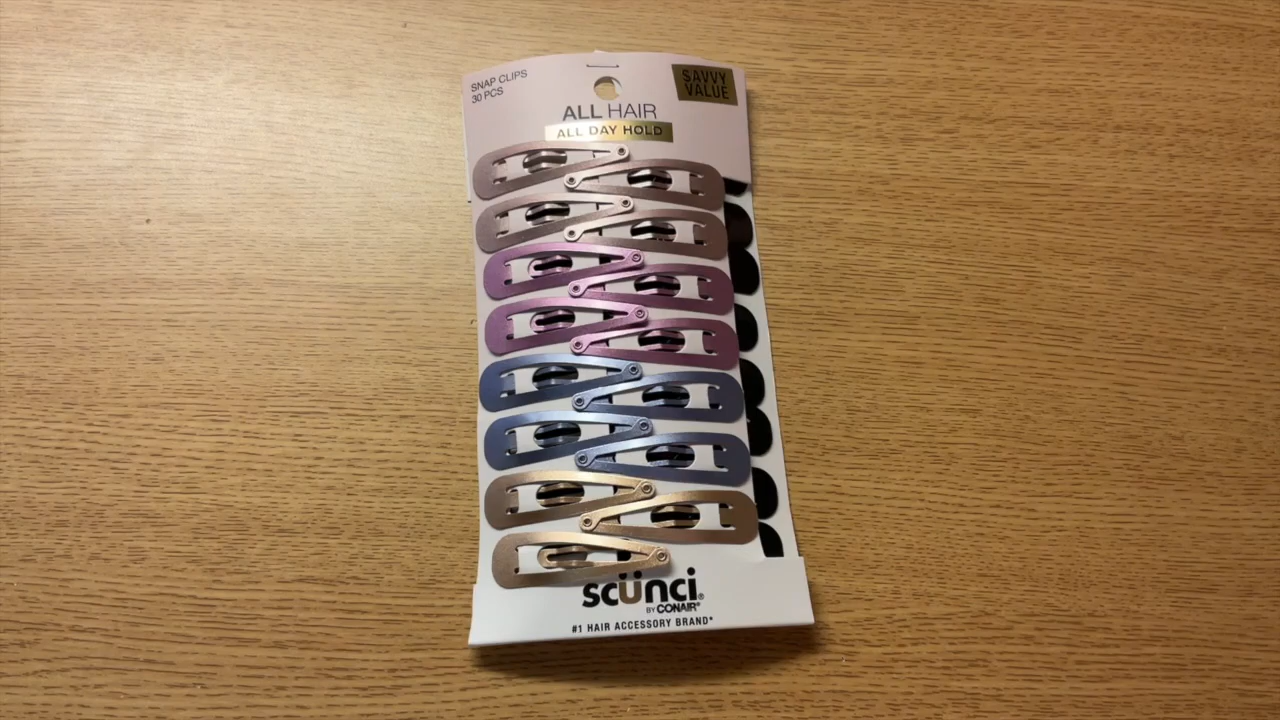 SNAP CLIPS
30 PCS
SAVVY
VALUE
ALL HAIR
ALL DAY HOLD
scünci®
BY CONAIR®
#1 HAIR ACCESSORY BRAND*